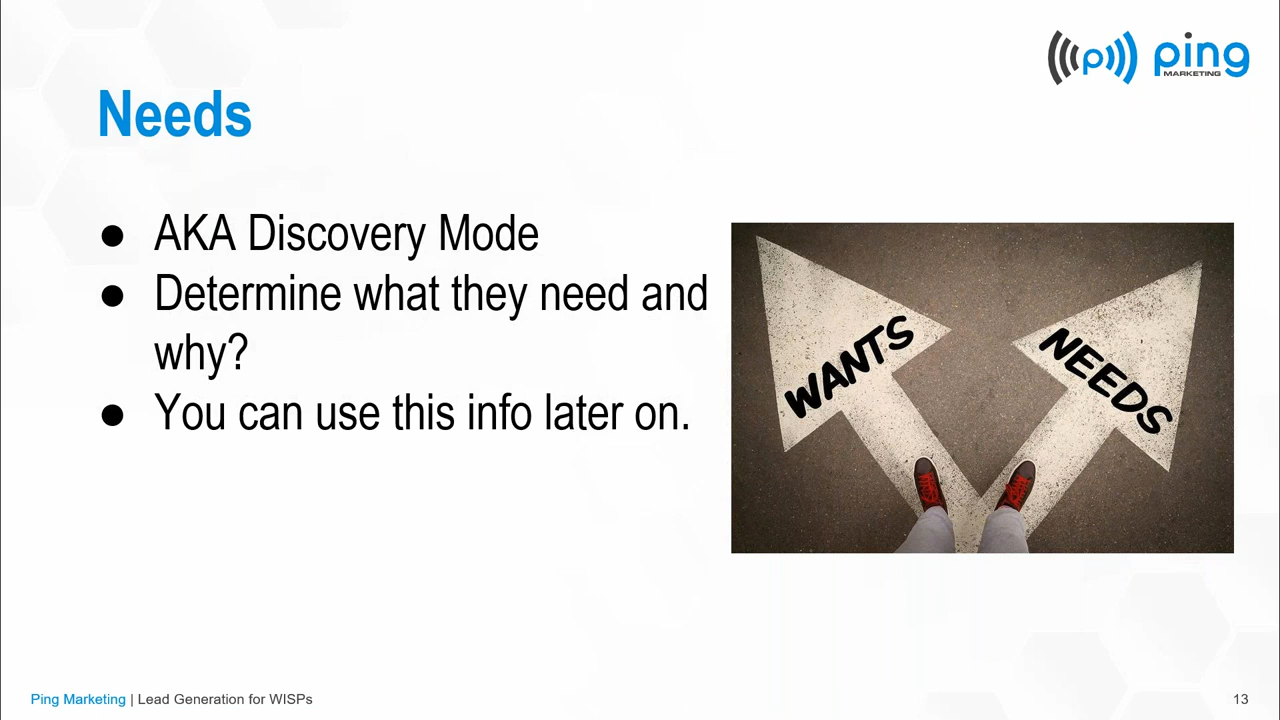 (p) ping
MARKETING
Needs
● AKA Discovery Mode
● Determine what they need and
why?
● You can use this info later on.
WANTS
NEEDS
Ping Marketing | Lead Generation for WISPs
13